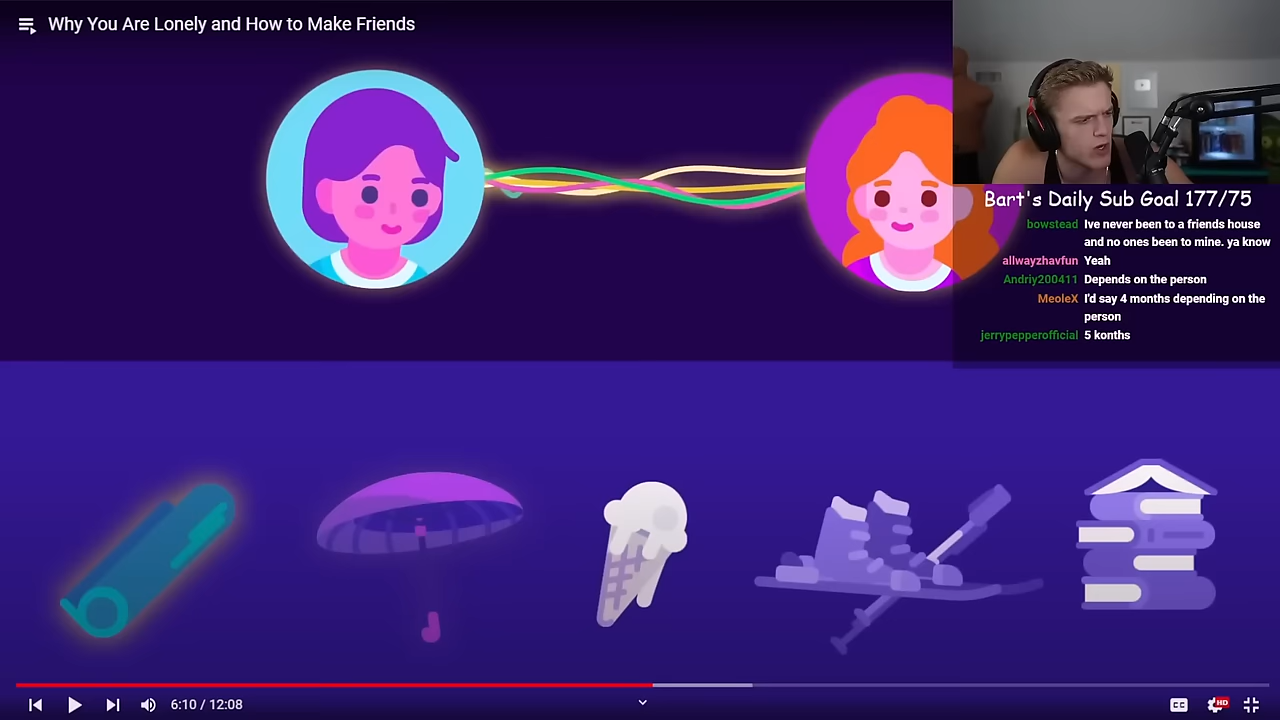 Why You Are Lonely and How to Make Friends
Bart's Daily Sub Goal 177/75
bowstead Ive never been to a friends house
and no ones been to mine. ya know
allwayzhavfun Yeah
Andriy200411 Depends on the person
MeoleX I'd say 4 months depending on the
person
jerrypepperofficial 5 konths
6:10 / 12:08
CC
HD